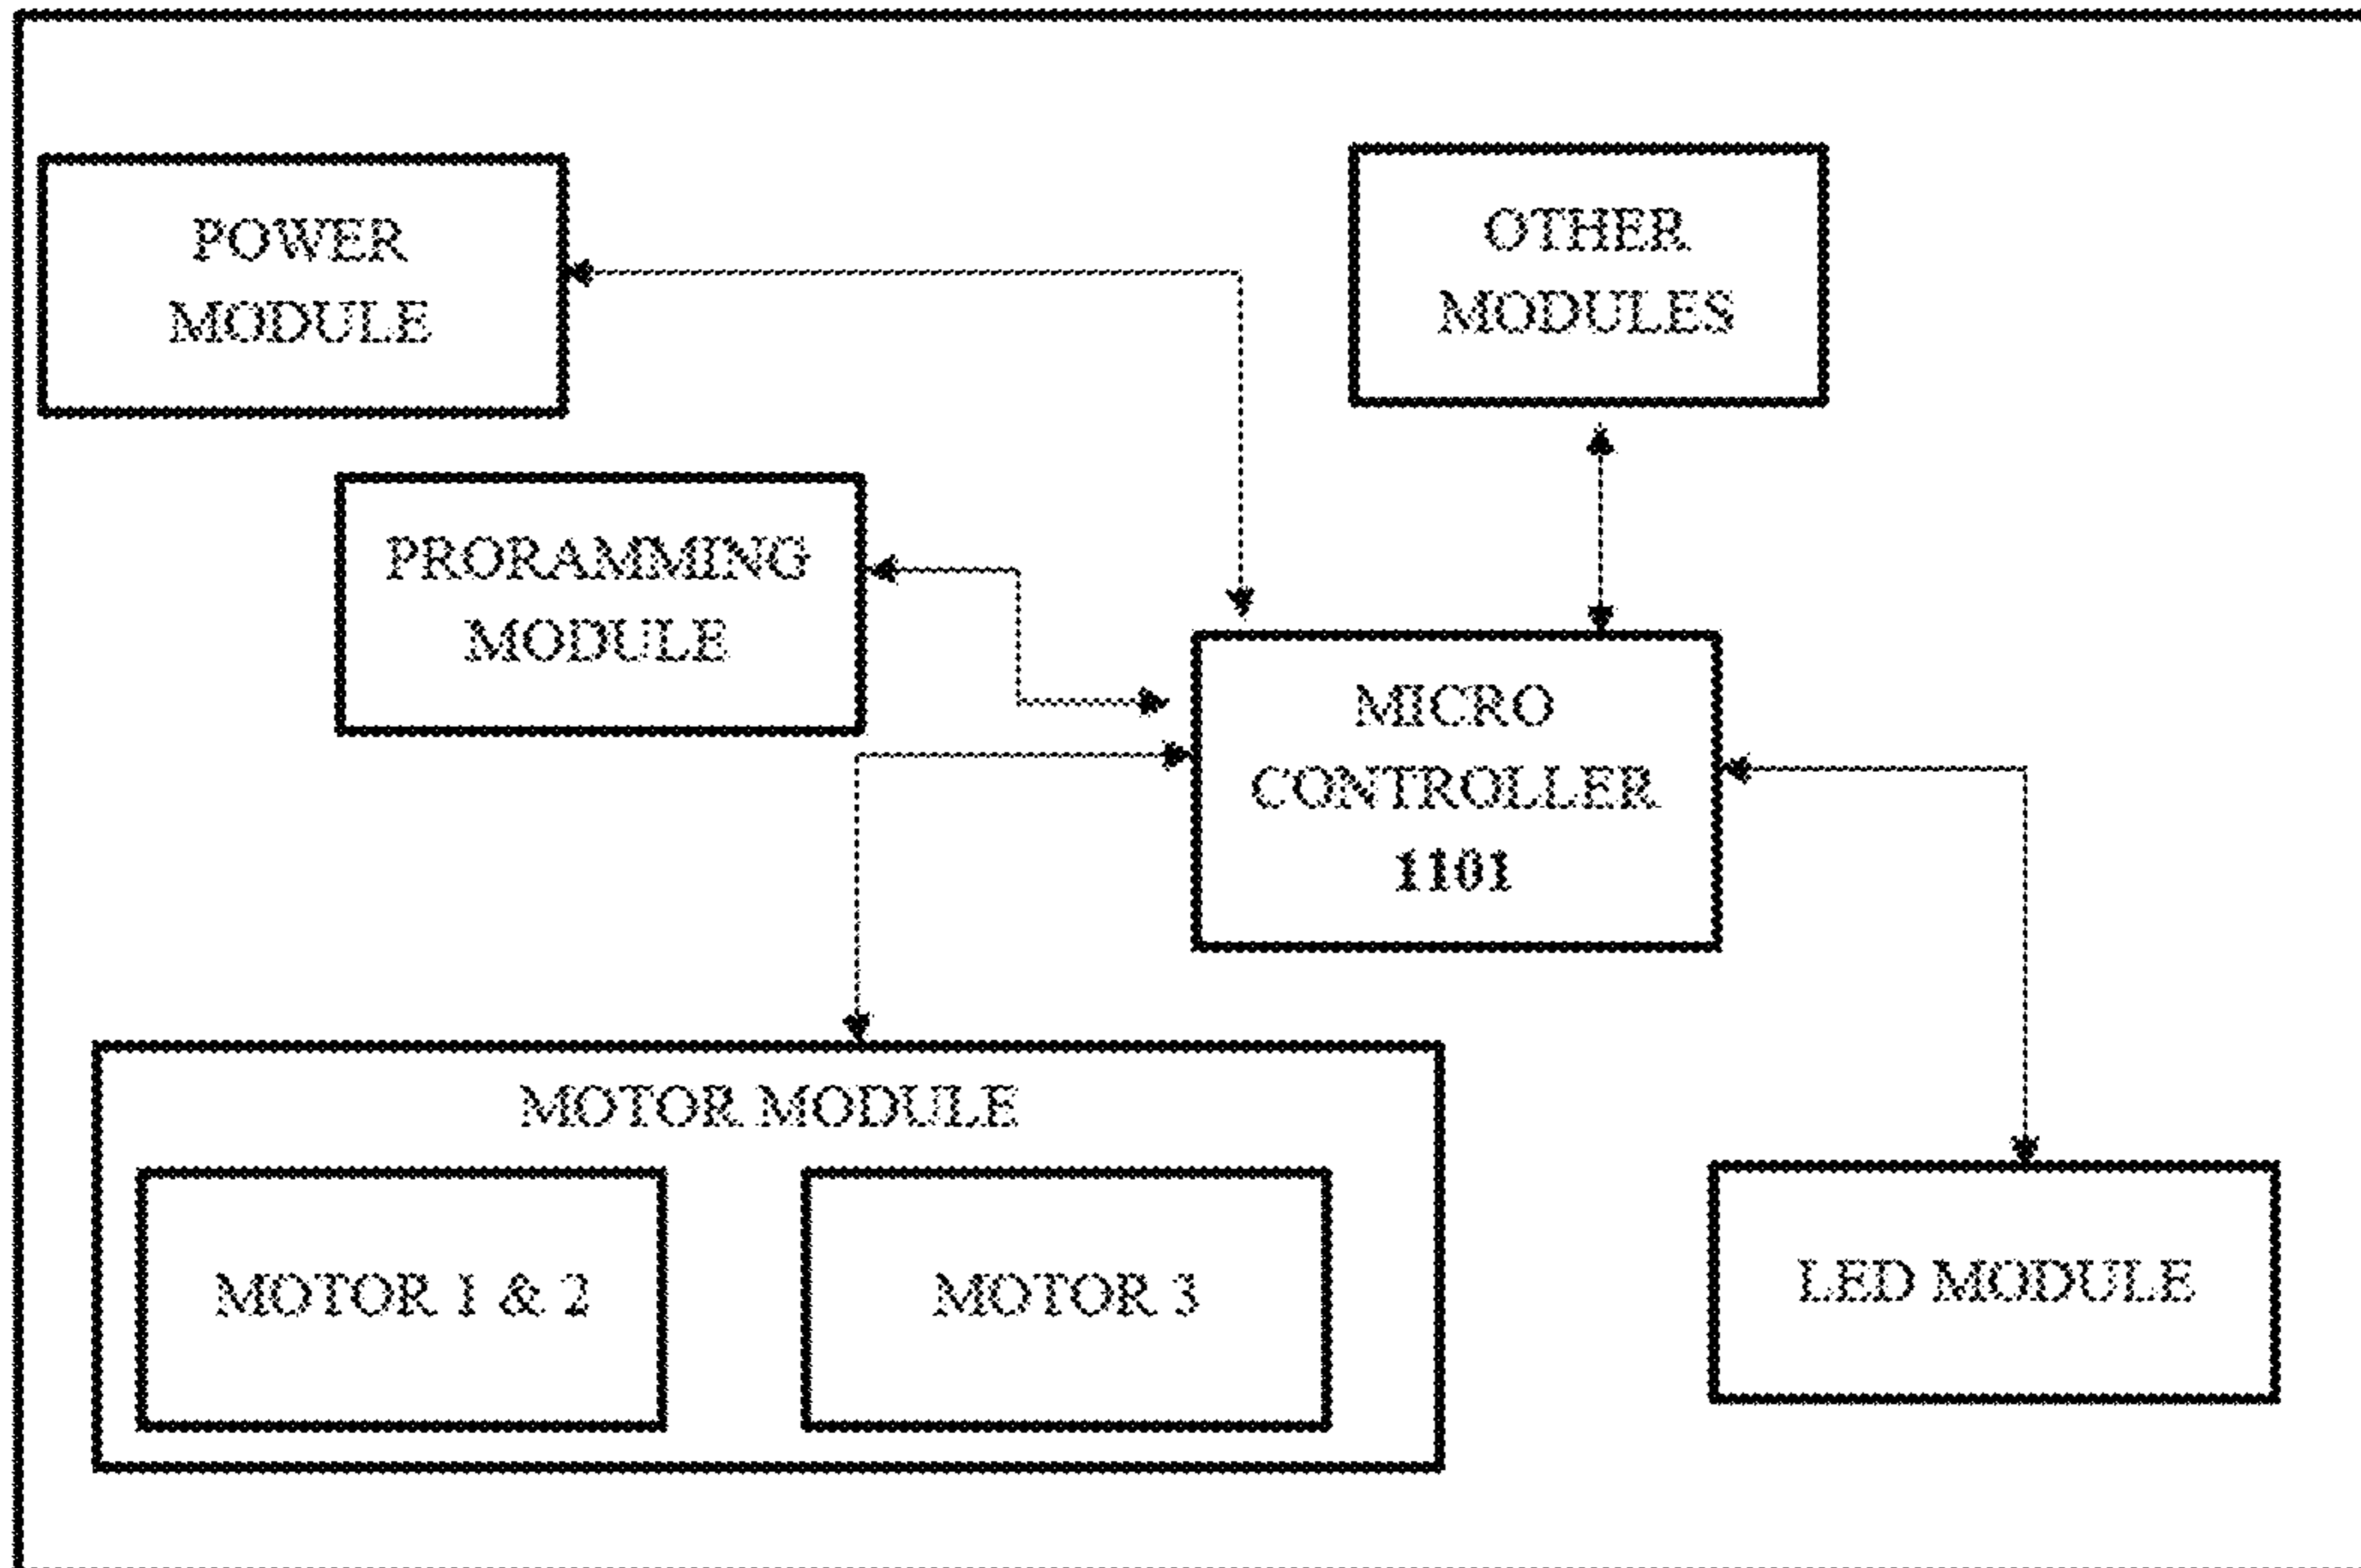 POWER
MODULE
OTHER
MODULES
PRORAMMING
MODULE
MICRO
CONTROLLER
1101
MOTOR MODULE
MOTOR 1 & 2
MOTOR 3
LED MODULE